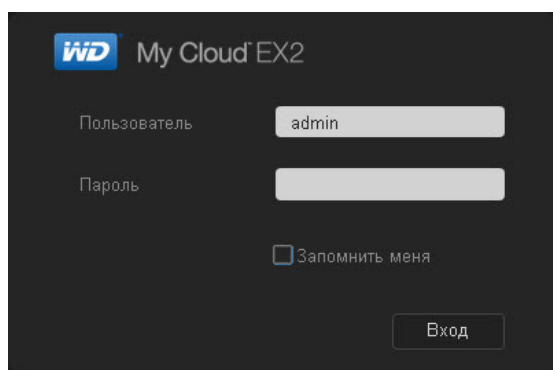 WD My Cloud EX2
Пользователь admin
Пароль
Запомнить меня
Вход